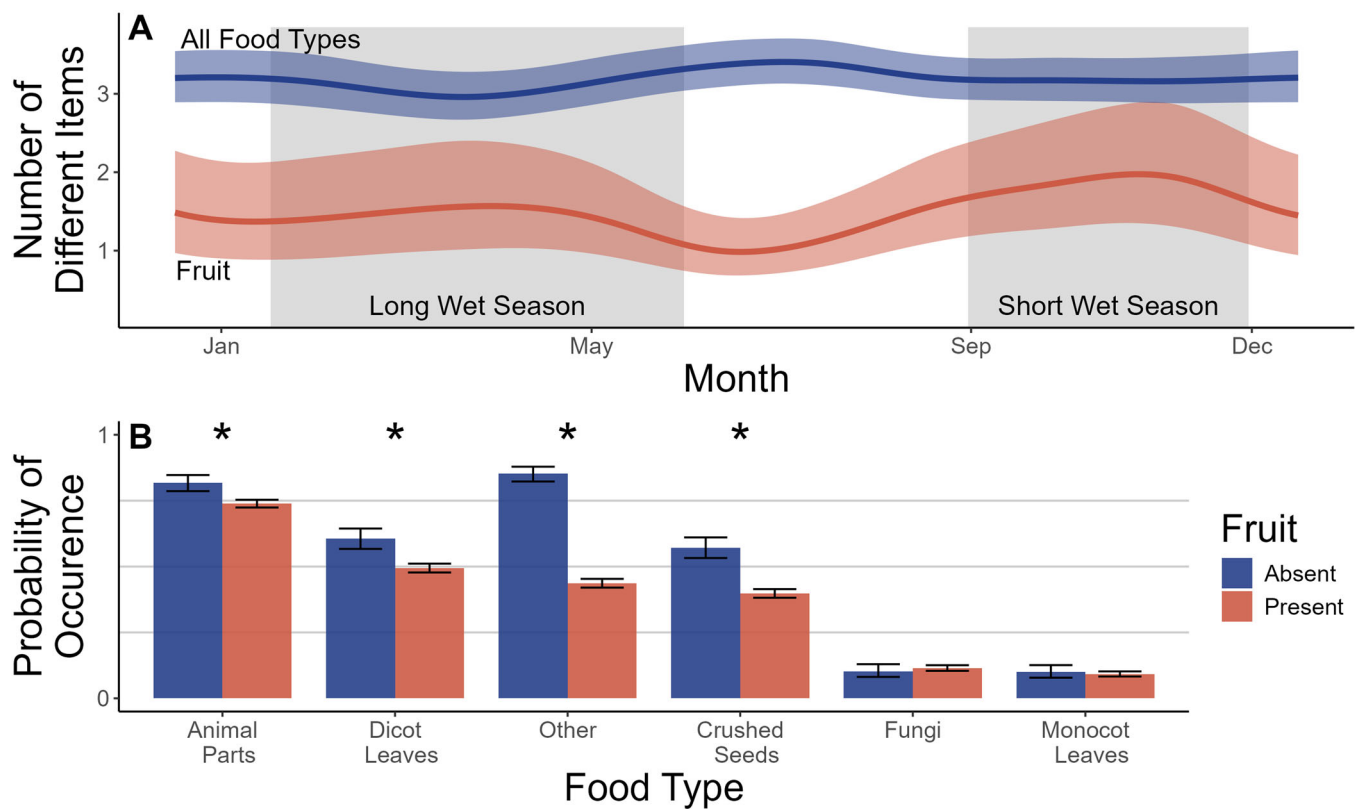 A
All Food Types
Number of
Different Items
3
2
1
Fruit
Long Wet Season
Short Wet Season
Jan
May
Sep
Dec
Month
B
* * * *
Probability of
Occurence
1
0
Animal
Parts
Dicot
Leaves
Other
Crushed
Seeds
Fungi
Monocot
Leaves
Food Type
Fruit
Absent
Present